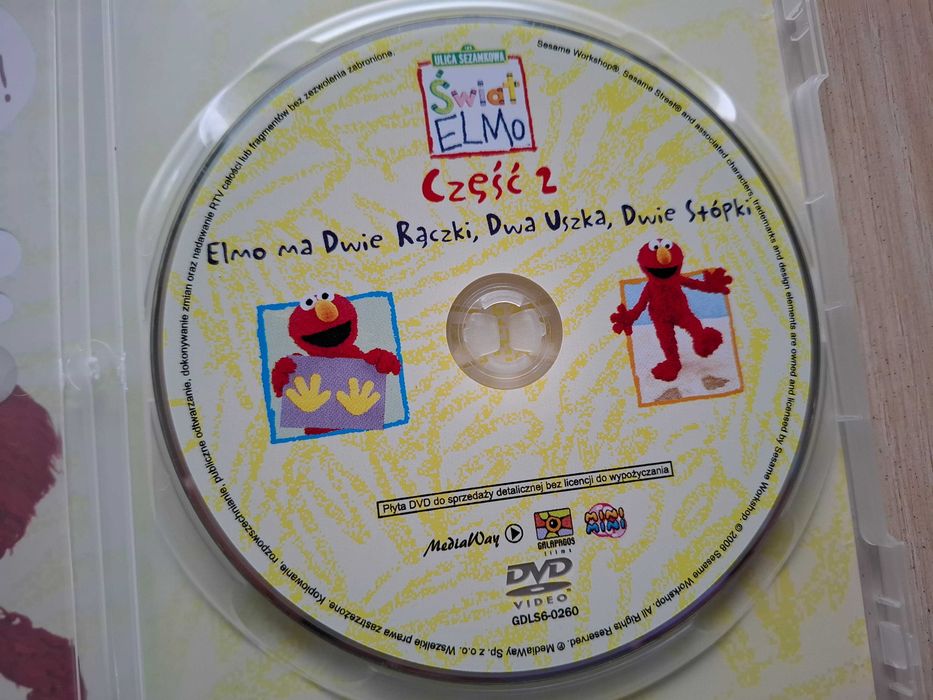 ULICA SEZAMKOWA
Świat
ELMO
Część 2
Elmo ma Dwie Rączki, Dwa Uszka, Dwie Stópki
Płyta DVD do sprzedaży detalicznej bez licencji do wypożyczania
MediaWay
GALAPAGOS
films
MINI
MINI
DVD
VIDEO
GDLS6-0260
Sesame Workshop®, Sesame Street® and associated characters, trademarks and design elements are owned and licensed by Sesame Workshop. © 2008 Sesame Workshop. All Rights Reserved. ℗ MediaWay Sp. z o.o. Wszelkie prawa zastrzeżone. Kopiowanie, rozpowszechnianie, publiczne odtwarzanie, dokonywanie zmian oraz nadawanie RTV całości lub fragmentów bez zezwolenia zabronione.
!